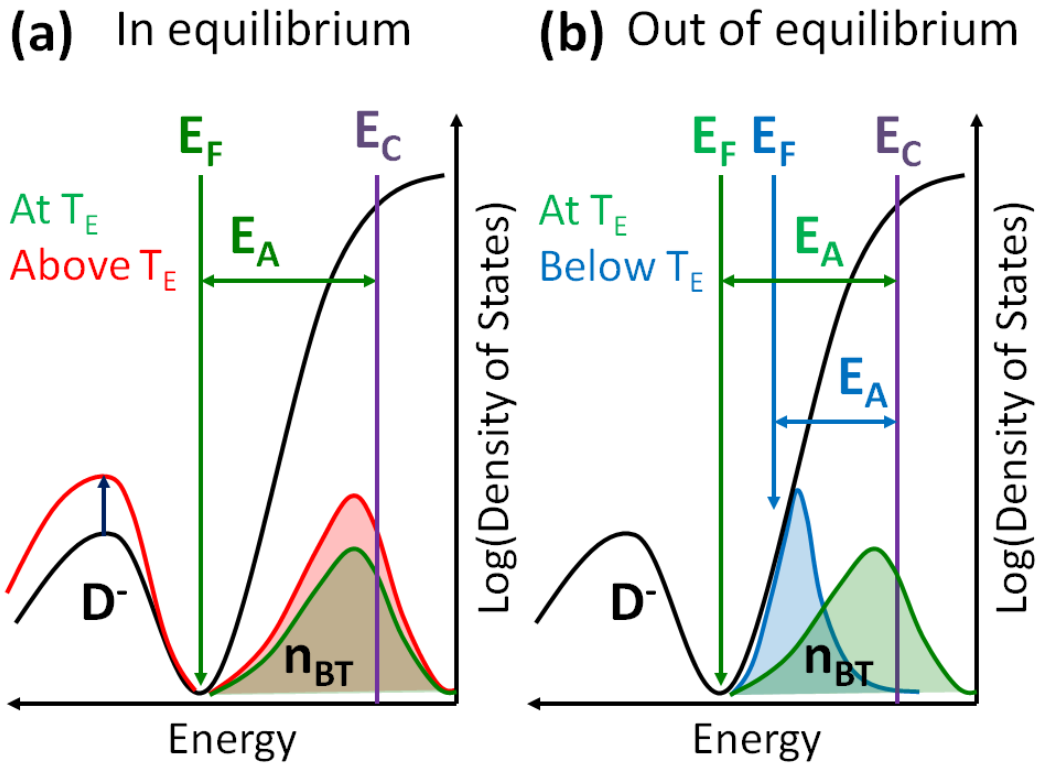 (a) In equilibrium
E_F
E_C
At T_E
Above T_E
E_A
D⁻
n_BT
Energy
Log(Density of States)
(b) Out of equilibrium
E_F E_F
E_C
At T_E
Below T_E
E_A
E_A
D⁻
n_BT
Energy
Log(Density of States)